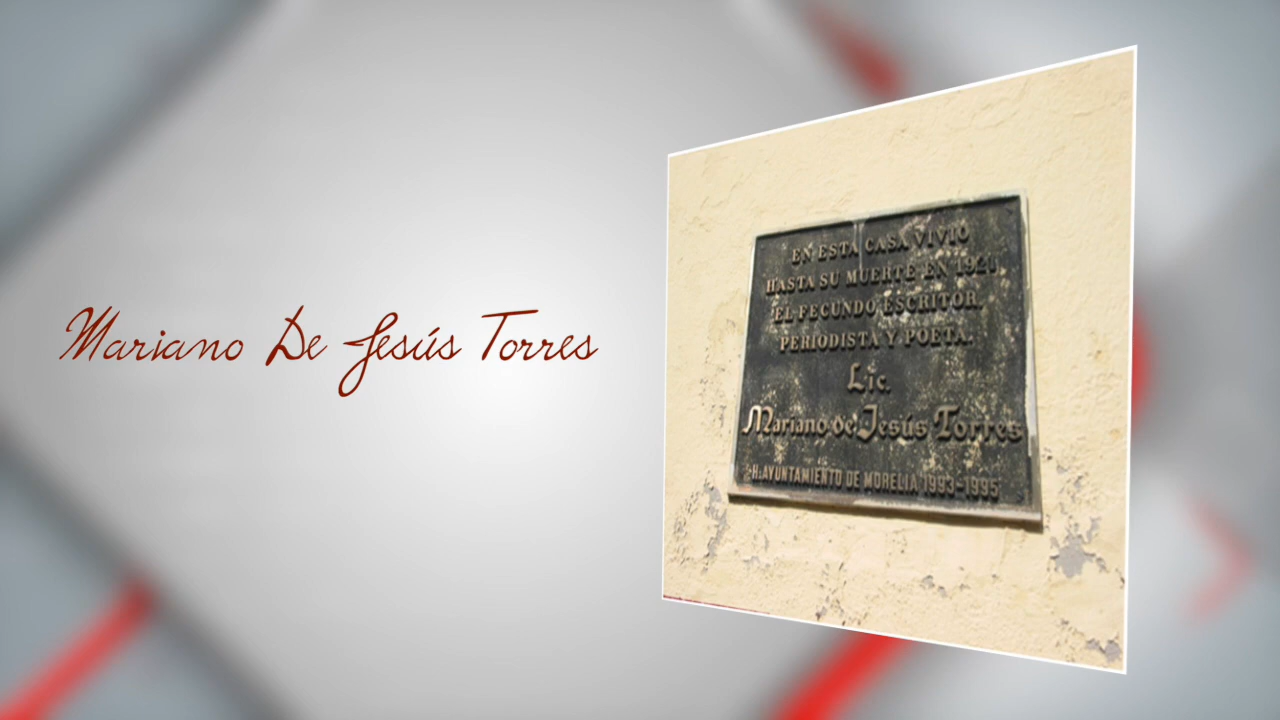 Mariano De Jesús Torres
EN ESTA CASA VIVIO
HASTA SU MUERTE EN 1921
EL FECUNDO ESCRITOR,
PERIODISTA Y POETA.
Lic.
Mariano de Jesús Torres
H. AYUNTAMIENTO DE MORELIA 1993-1995